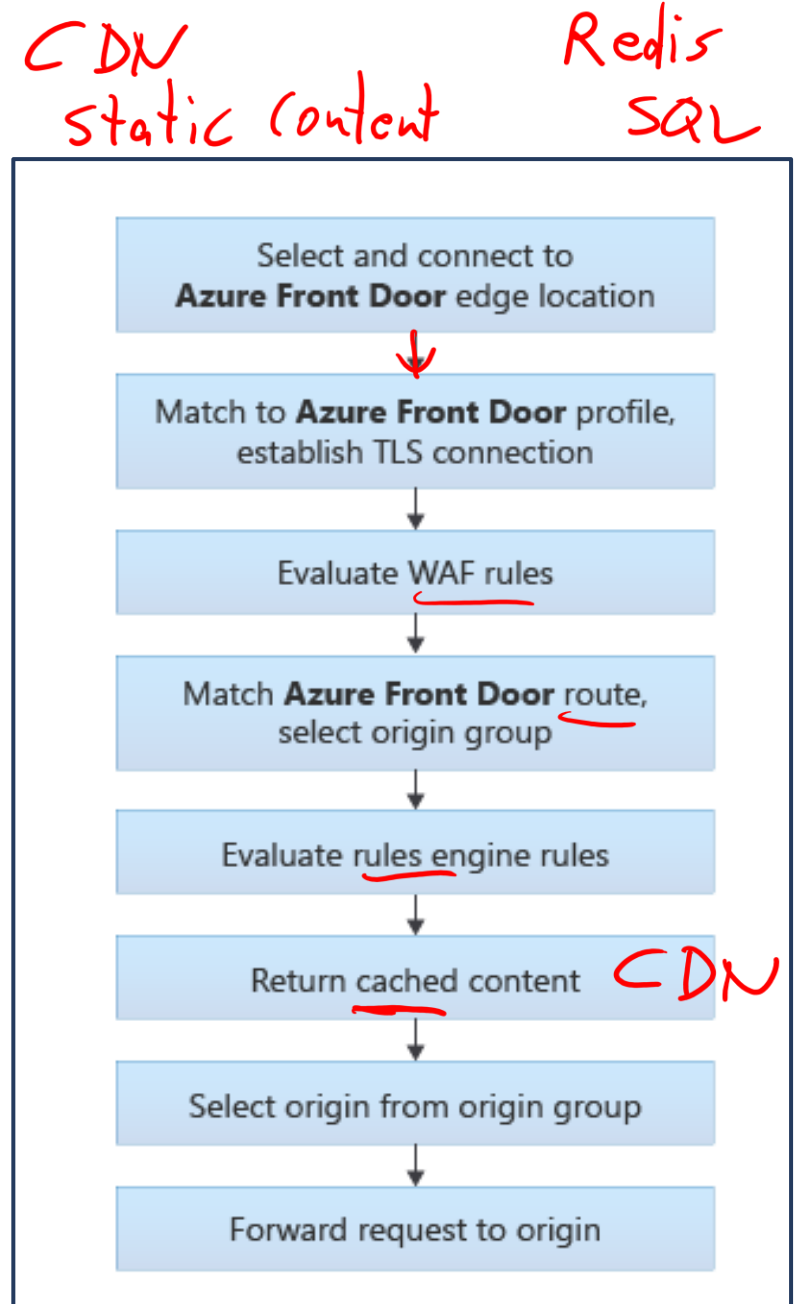 CDN Redis
static content SQL
Select and connect to
Azure Front Door edge location
Match to Azure Front Door profile,
establish TLS connection
Evaluate WAF rules
Match Azure Front Door route,
select origin group
Evaluate rules engine rules
Return cached content CDN
Select origin from origin group
Forward request to origin